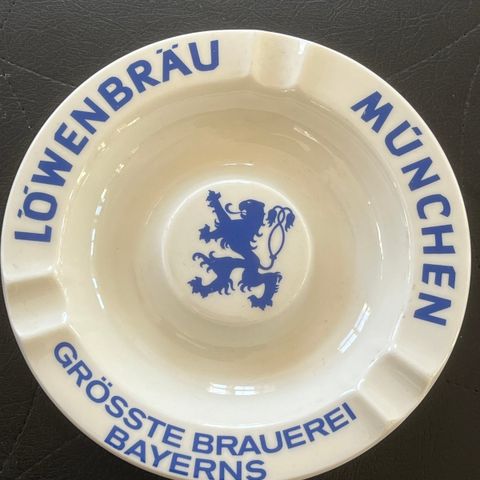 LÖWENBRÄU
MÜNCHEN
GRÖSSTE BRAUEREI
BAYERNS